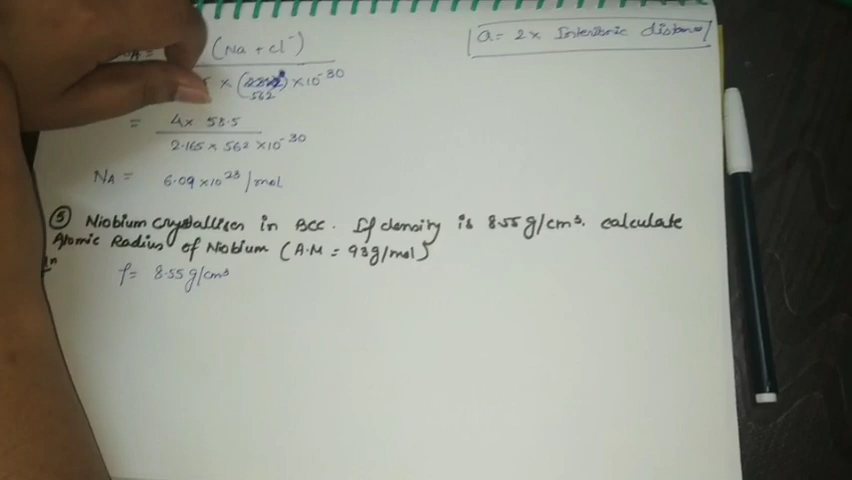 (Na + Cl⁻)
a = 2 x Interionic distance
x ( ) x 10⁻³⁰
562
= 4 x 58.5
2.165 x 562 x 10⁻³⁰
NA = 6.09 x 10²³ / mol
⑤ Niobium crystallises in BCC. If density is 8.55 g/cm³. calculate
Atomic Radius of Niobium (A.M = 93g/mol)
ρ = 8.55 g/cm³